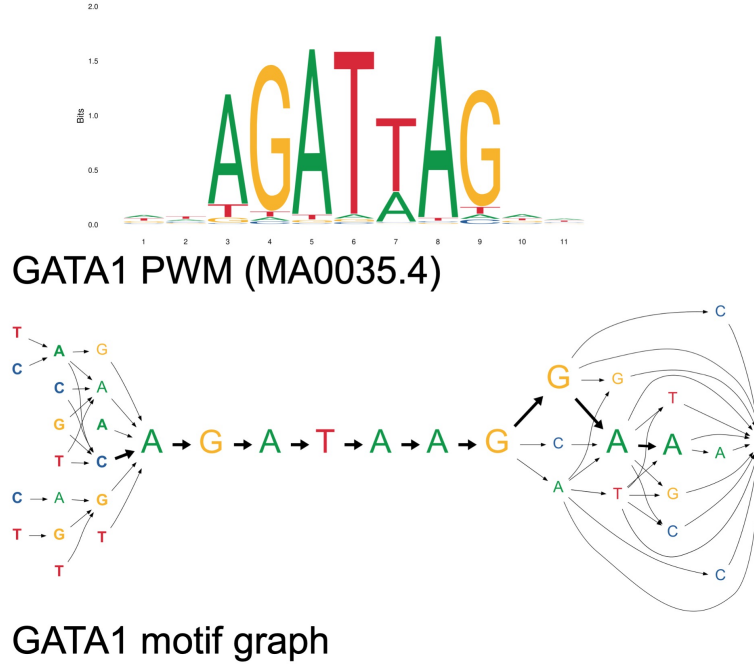 2.0
1.5
1.0
0.5
0.0
Bits
A G A T T A G
T A
1 2 3 4 5 6 7 8 9 10 11
GATA1 PWM (MA0035.4)
C
T A G
C
C A
G A
T C
A G A T A A G
G G
T
C A A A
C A G
A T G
T G T
C
T
C
GATA1 motif graph